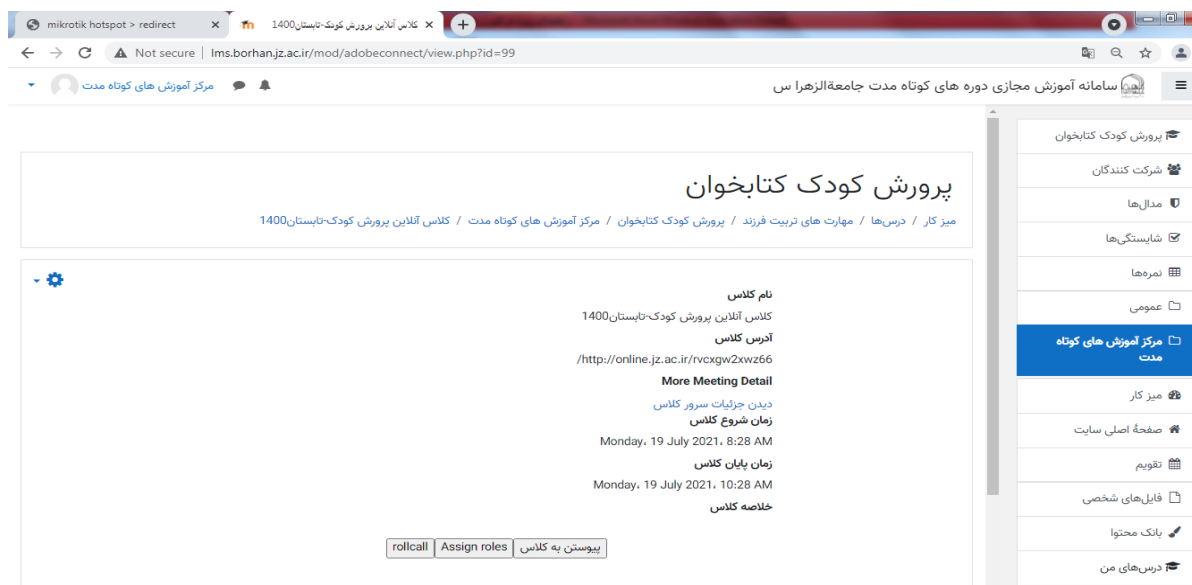 mikrotik hotspot > redirect
کلاس آنلاین پرورش کودک-تابستان1400
Not secure | lms.borhan.jz.ac.ir/mod/adobeconnect/view.php?id=99
سامانه آموزش مجازی دوره های کوتاه مدت جامعةالزهرا س
مرکز آموزش های کوتاه مدت
پرورش کودک کتابخوان
شرکت کنندگان
مدال‌ها
شایستگی‌ها
نمره‌ها
عمومی
مرکز آموزش های کوتاه
مدت
میز کار
صفحهٔ اصلی سایت
تقویم
فایل‌های شخصی
بانک محتوا
درس‌های من
پرورش کودک کتابخوان
میز کار / درس‌ها / مهارت های تربیت فرزند / پرورش کودک کتابخوان / مرکز آموزش های کوتاه مدت / کلاس آنلاین پرورش کودک-تابستان1400
نام کلاس
کلاس آنلاین پرورش کودک-تابستان1400
آدرس کلاس
/http://online.jz.ac.ir/rvcxgw2xwz66
More Meeting Detail
دیدن جزئیات سرور کلاس
زمان شروع کلاس
Monday، 19 July 2021، 8:28 AM
زمان پایان کلاس
Monday، 19 July 2021، 10:28 AM
خلاصه کلاس
پیوستن به کلاس
Assign roles
rollcall